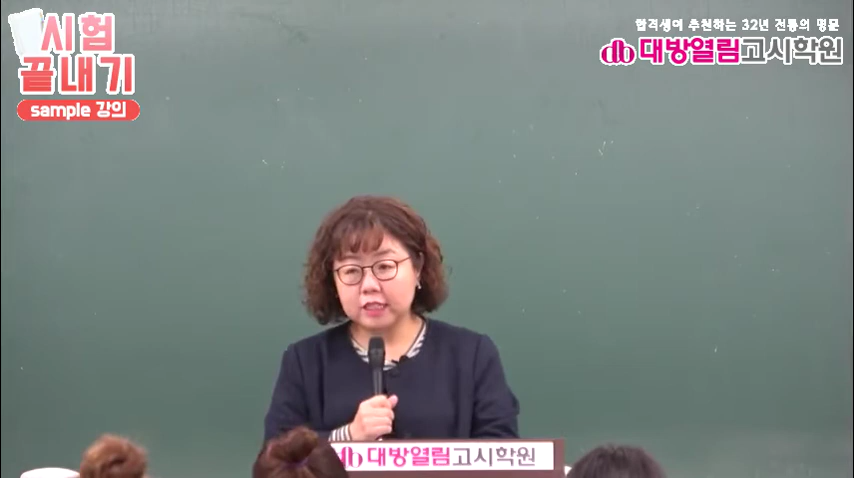 시험
끝내기
sample 강의
합격생이 추천하는 32년 전통의 명문
db 대방열림고시학원
db 대방열림고시학원